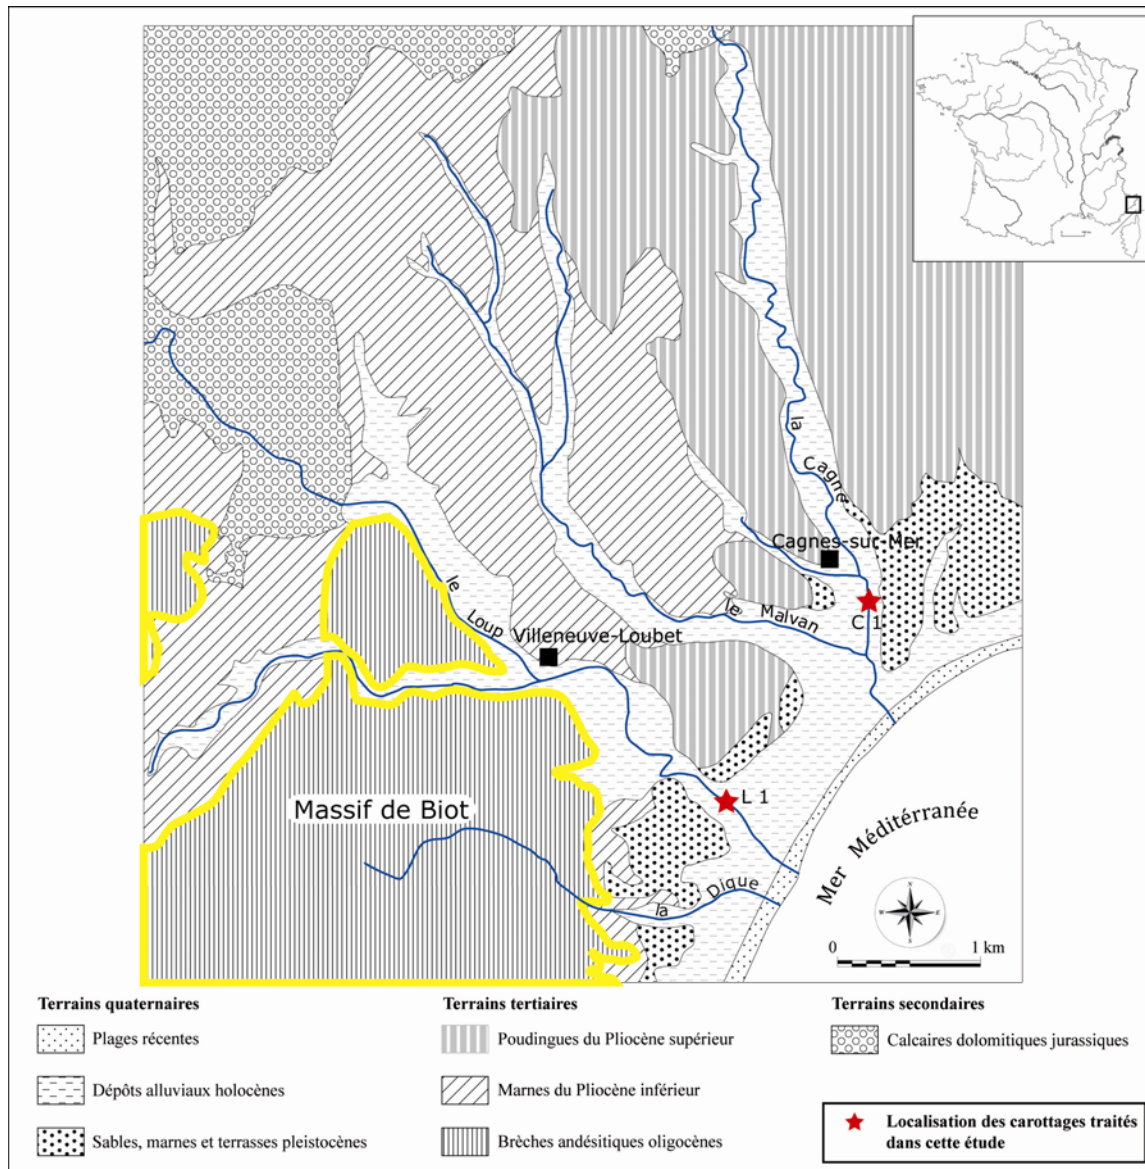 la Cagne
Cagnes-sur-Mer
C 1
le Malvan
le Loup
Villeneuve-Loubet
L 1
Massif de Biot
la Dique
Mer Méditérranée
N
W E
S
0 1 km
Terrains quaternaires
Plages récentes
Dépôts alluviaux holocènes
Sables, marnes et terrasses pleistocènes
Terrains tertiaires
Poudingues du Pliocène supérieur
Marnes du Pliocène inférieur
Brèches andésitiques oligocènes
Terrains secondaires
Calcaires dolomitiques jurassiques
Localisation des carottages traités
dans cette étude